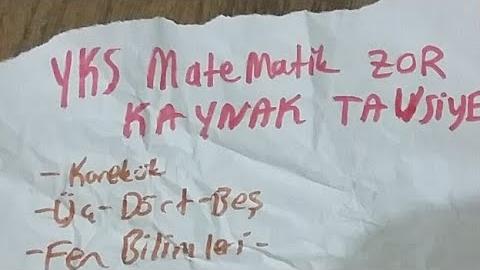 YKS Matematik ZOR
KAYNAK TAVSİYE
- Karekök
- Üç - Dört - Beş
- Fen Bilimleri -